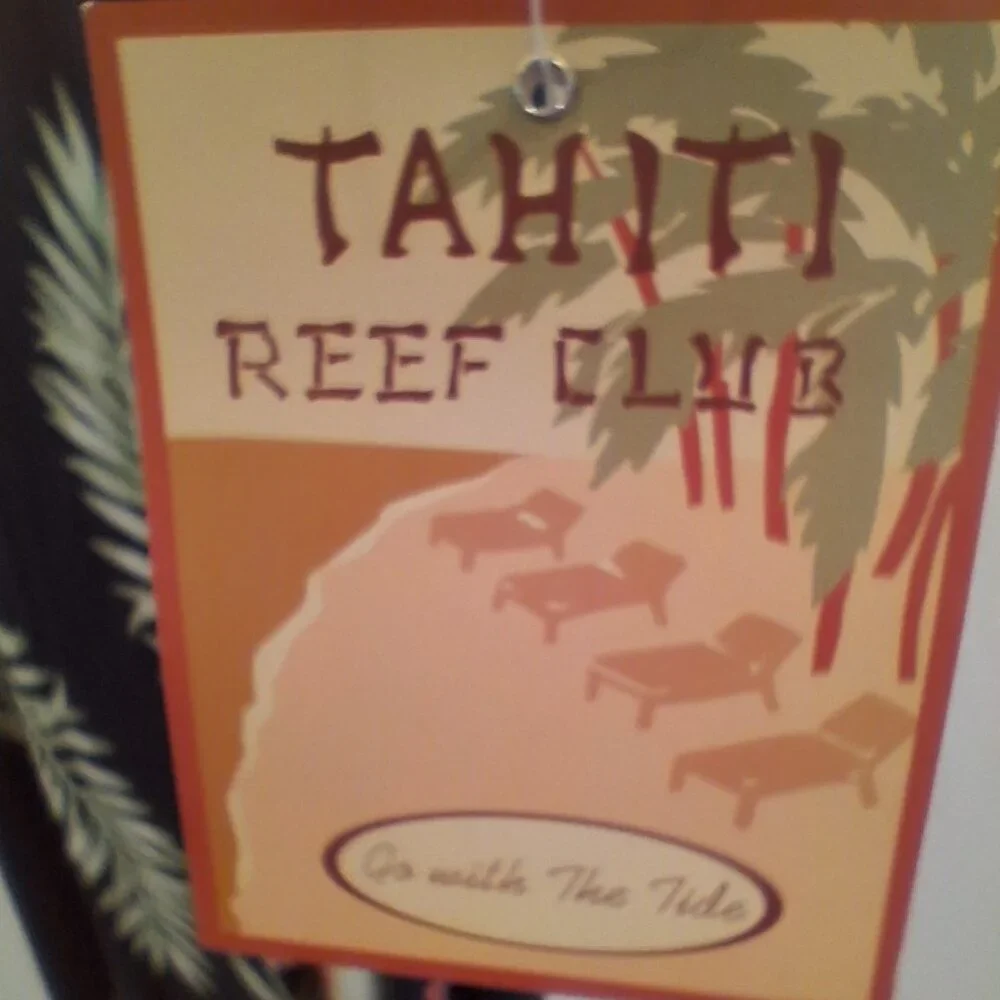 TAHITI
REEF CLUB
Go with The Tide